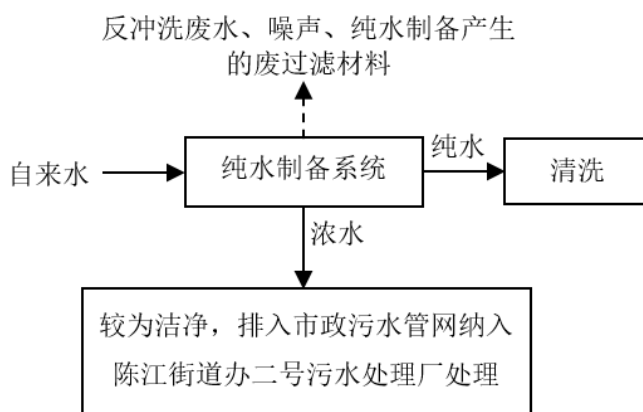 反冲洗废水、噪声、纯水制备产生
的废过滤材料
自来水
纯水制备系统
纯水
清洗
浓水
较为洁净，排入市政污水管网纳入
陈江街道办二号污水处理厂处理